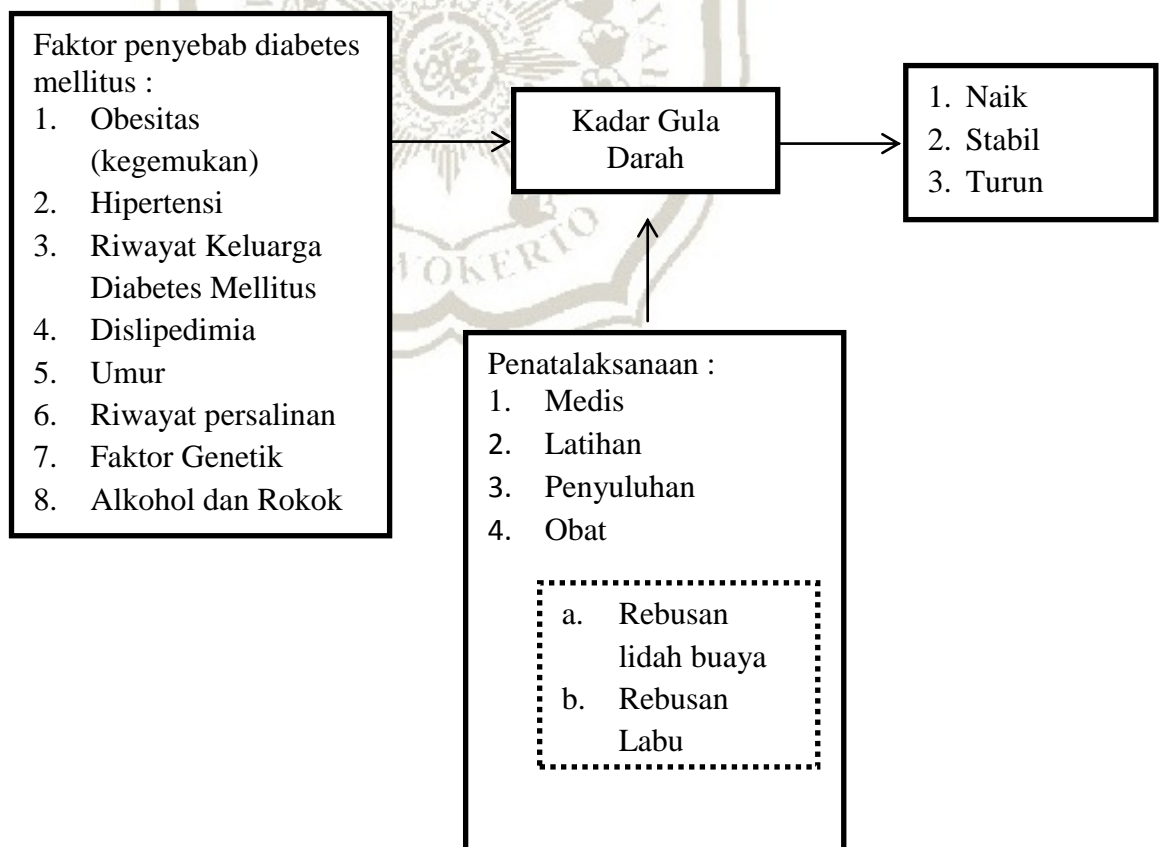 Faktor penyebab diabetes
mellitus :
1. Obesitas
(kegemukan)
2. Hipertensi
3. Riwayat Keluarga
Diabetes Mellitus
4. Dislipedimia
5. Umur
6. Riwayat persalinan
7. Faktor Genetik
8. Alkohol dan Rokok
Kadar Gula
Darah
1. Naik
2. Stabil
3. Turun
Penatalaksanaan :
1. Medis
2. Latihan
3. Penyuluhan
4. Obat
a. Rebusan
lidah buaya
b. Rebusan
Labu